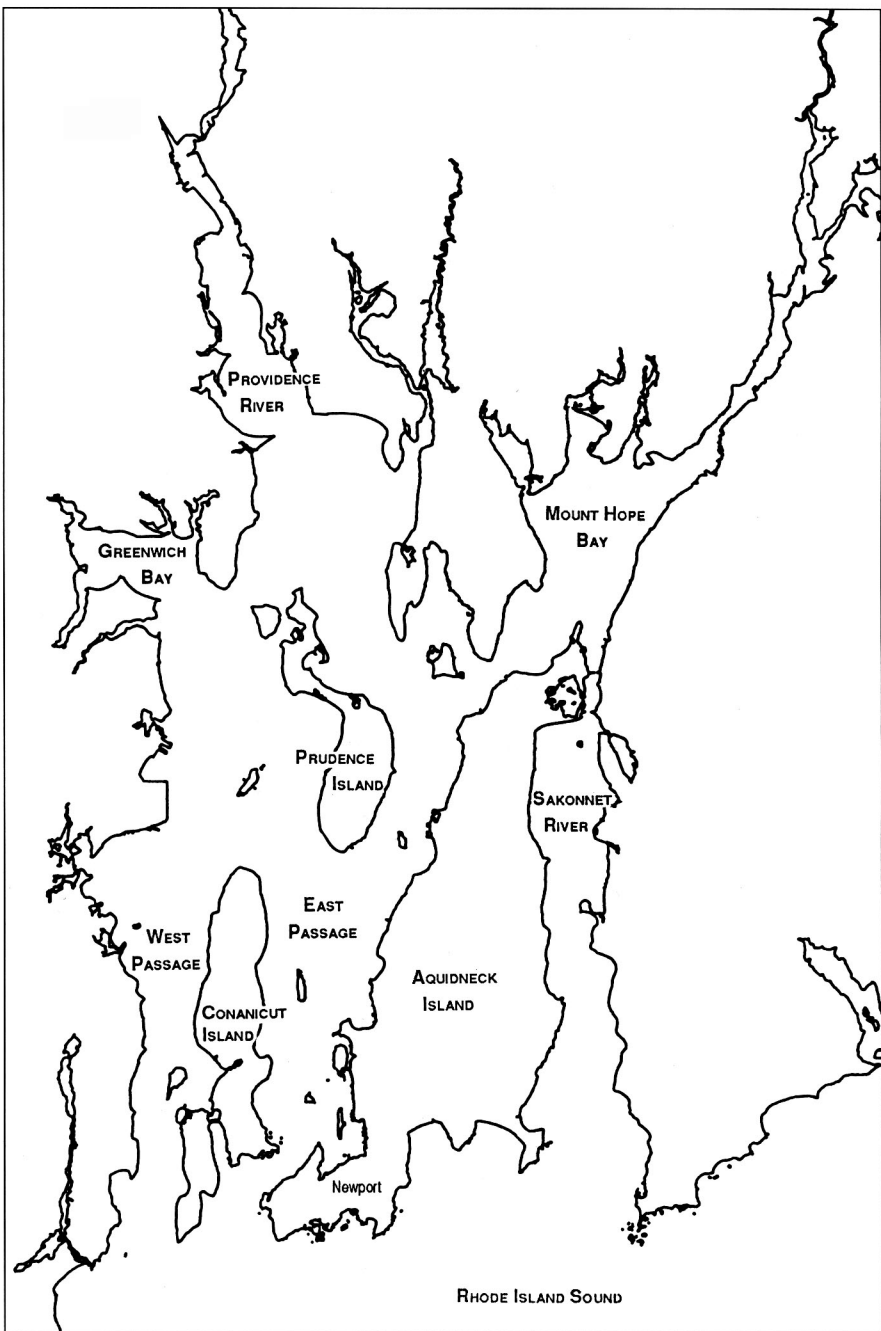 PROVIDENCE
RIVER
MOUNT HOPE
BAY
GREENWICH
BAY
PRUDENCE
ISLAND
SAKONNET
RIVER
EAST
PASSAGE
WEST
PASSAGE
AQUIDNECK
ISLAND
CONANICUT
ISLAND
Newport
RHODE ISLAND SOUND